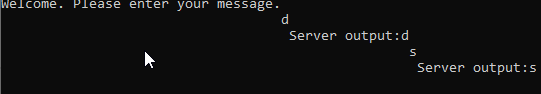 Welcome. Please enter your message.
d
Server output:d
s
Server output:s